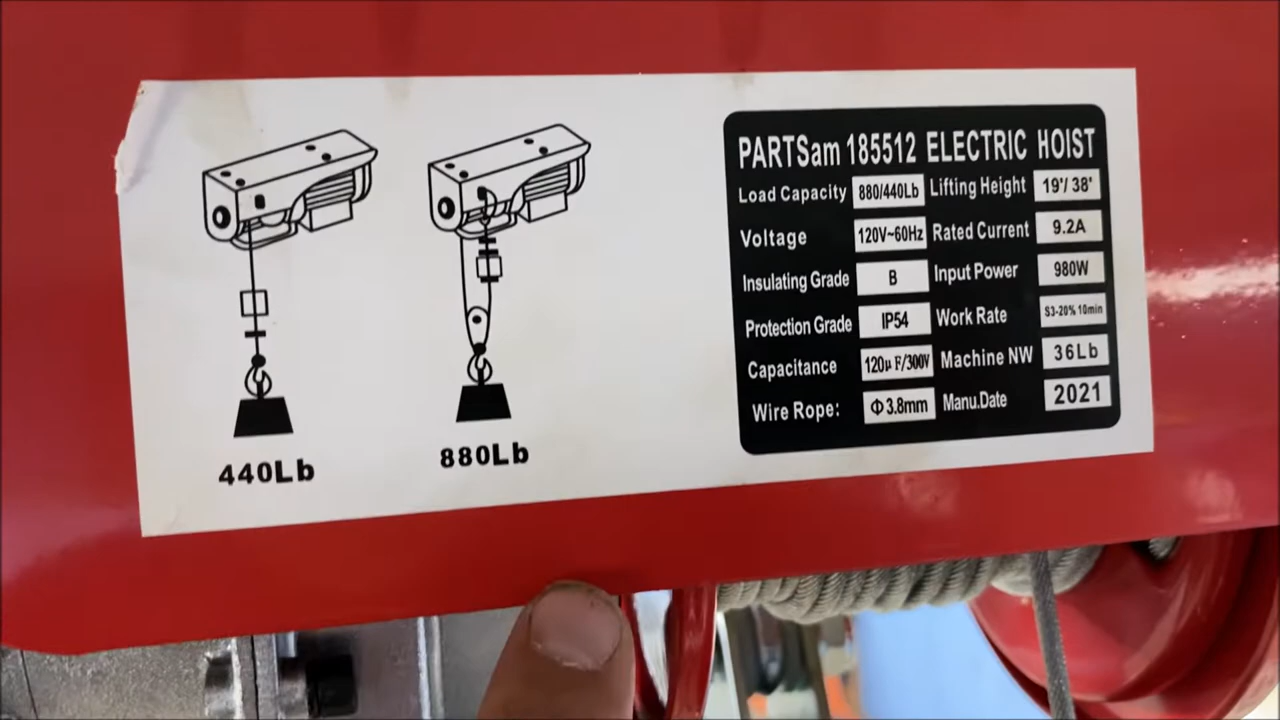 440Lb
880Lb
PARTSam 185512 ELECTRIC HOIST
Load Capacity 880/440Lb Lifting Height 19'/ 38'
Voltage 120V~60Hz Rated Current 9.2A
Insulating Grade B Input Power 980W
Protection Grade IP54 Work Rate S3-20% 10min
Capacitance 120μF/300V Machine NW 36Lb
Wire Rope: Φ3.8mm Manu.Date 2021